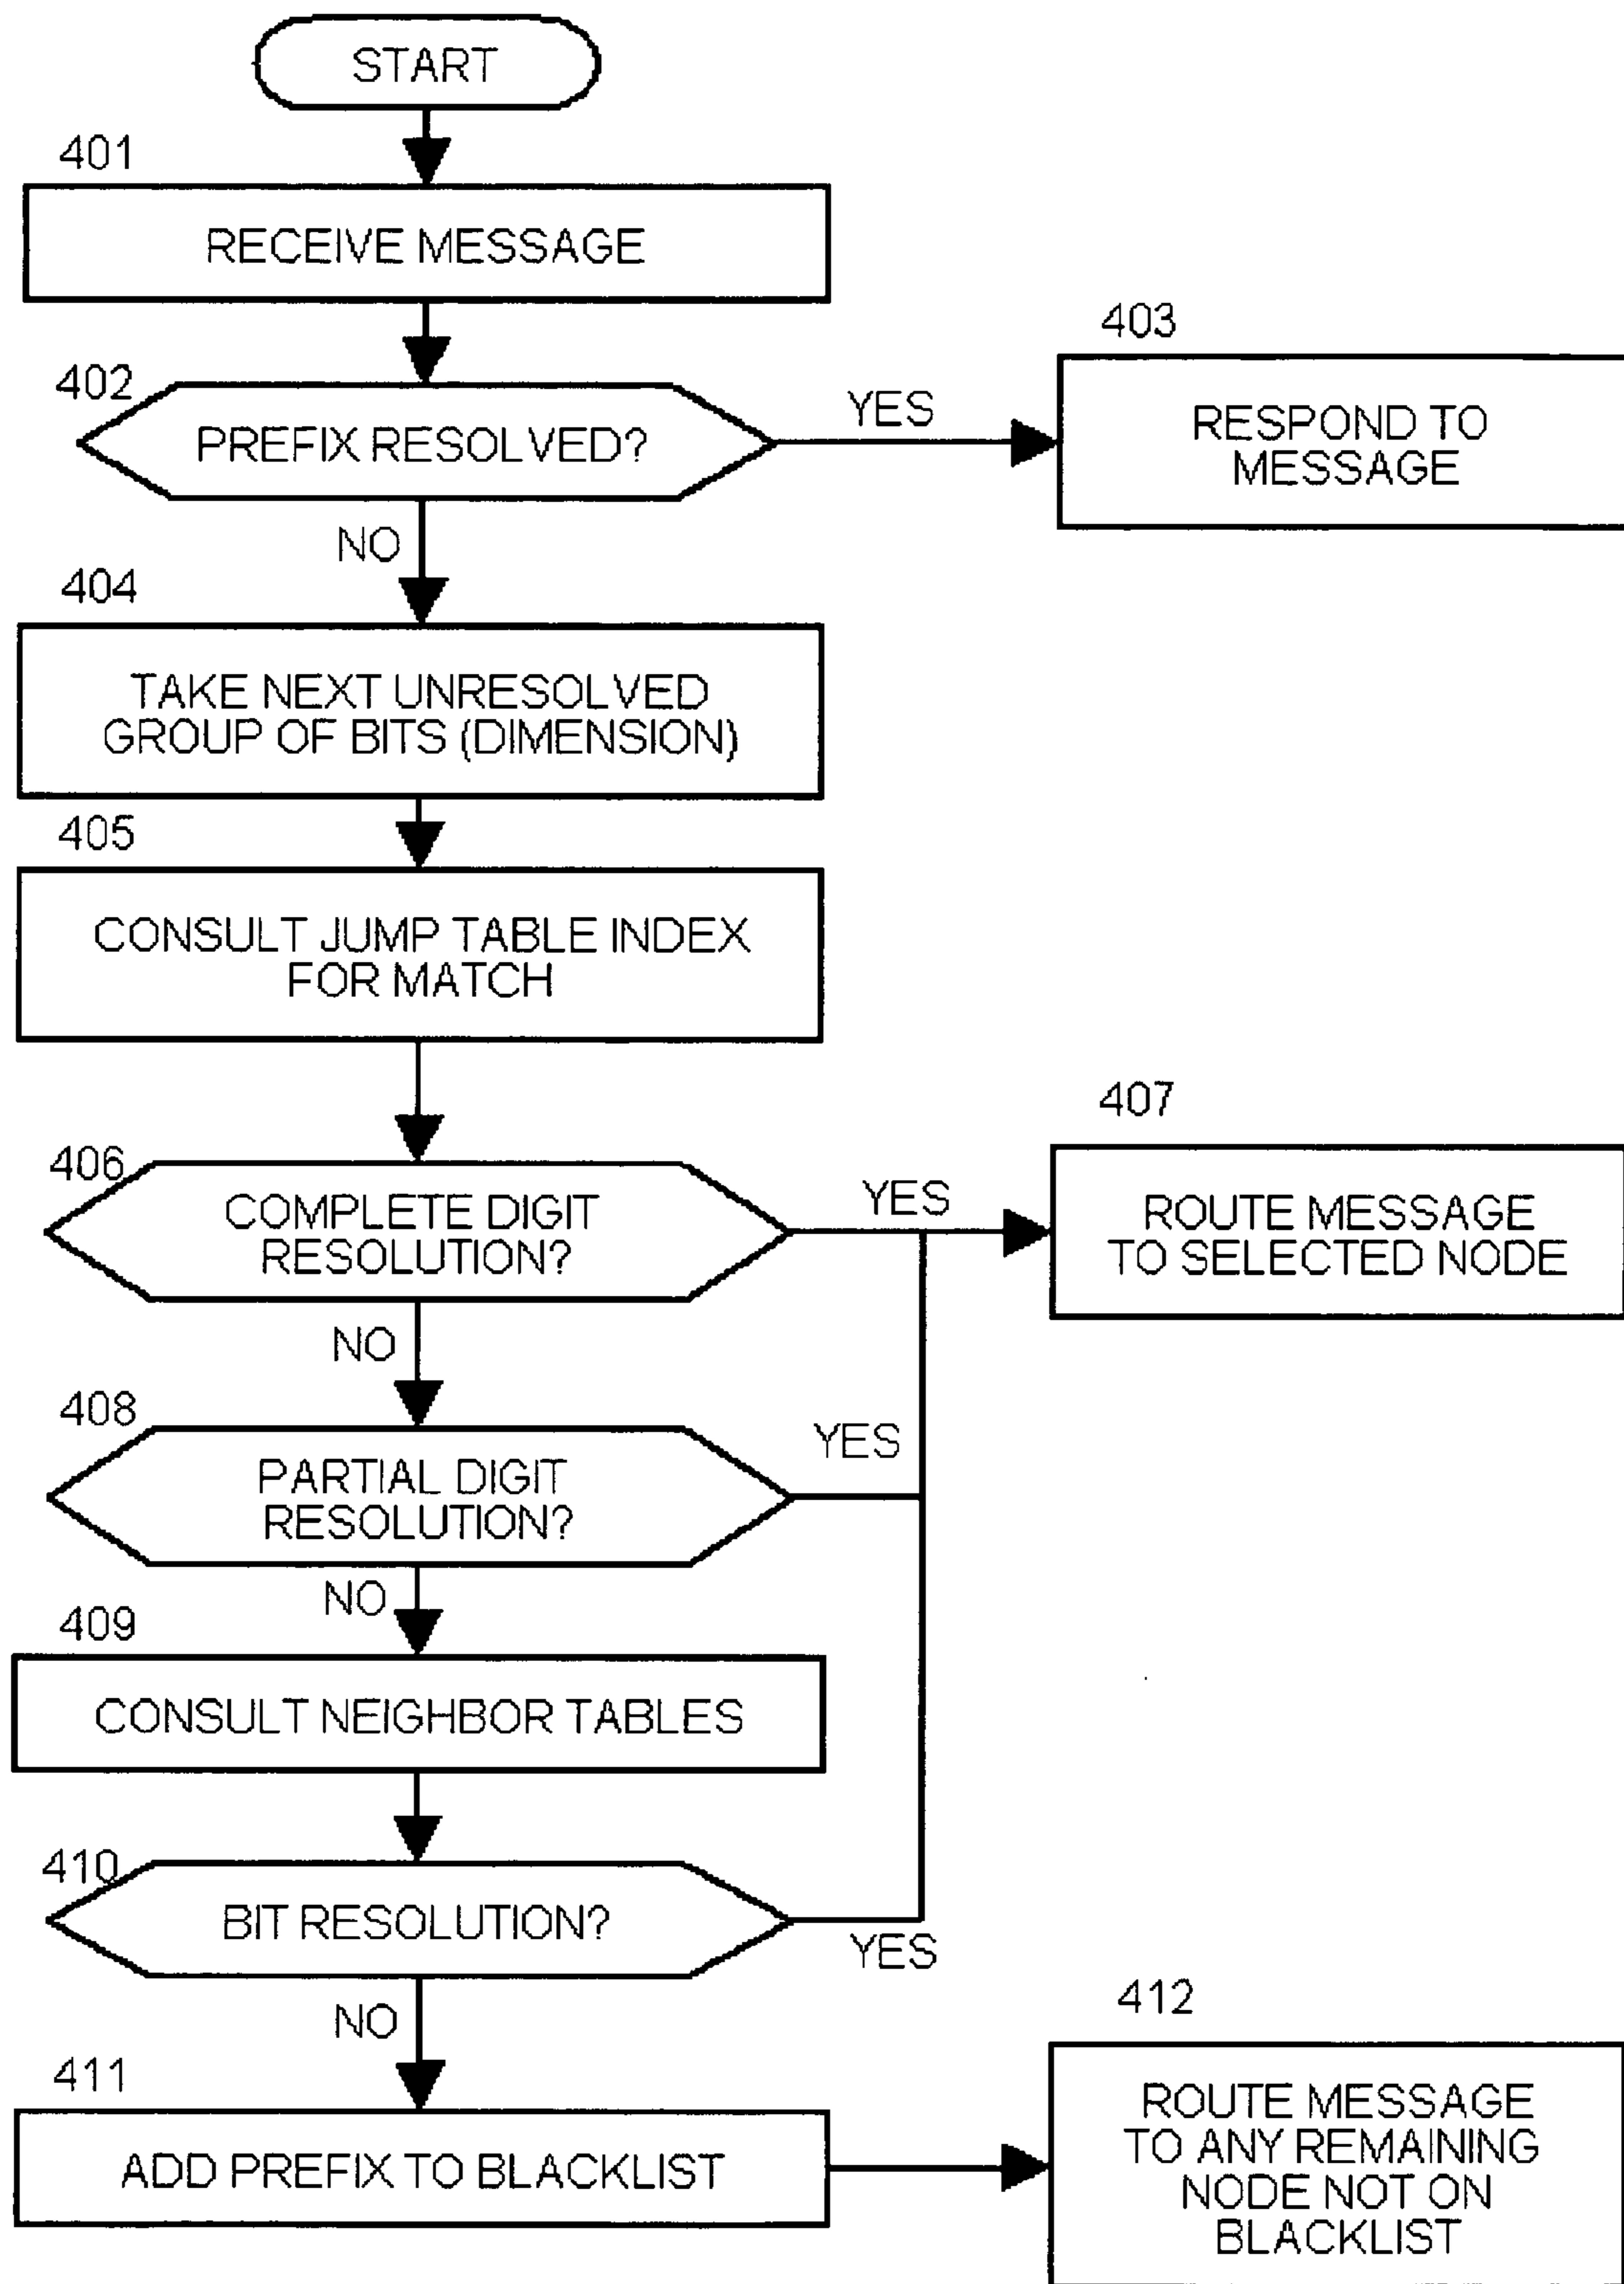 START
401
RECEIVE MESSAGE
402
PREFIX RESOLVED?
YES
403
RESPOND TO
MESSAGE
NO
404
TAKE NEXT UNRESOLVED
GROUP OF BITS (DIMENSION)
405
CONSULT JUMP TABLE INDEX
FOR MATCH
406
COMPLETE DIGIT
RESOLUTION?
YES
407
ROUTE MESSAGE
TO SELECTED NODE
NO
408
PARTIAL DIGIT
RESOLUTION?
YES
NO
409
CONSULT NEIGHBOR TABLES
410
BIT RESOLUTION?
YES
NO
411
ADD PREFIX TO BLACKLIST
412
ROUTE MESSAGE
TO ANY REMAINING
NODE NOT ON
BLACKLIST